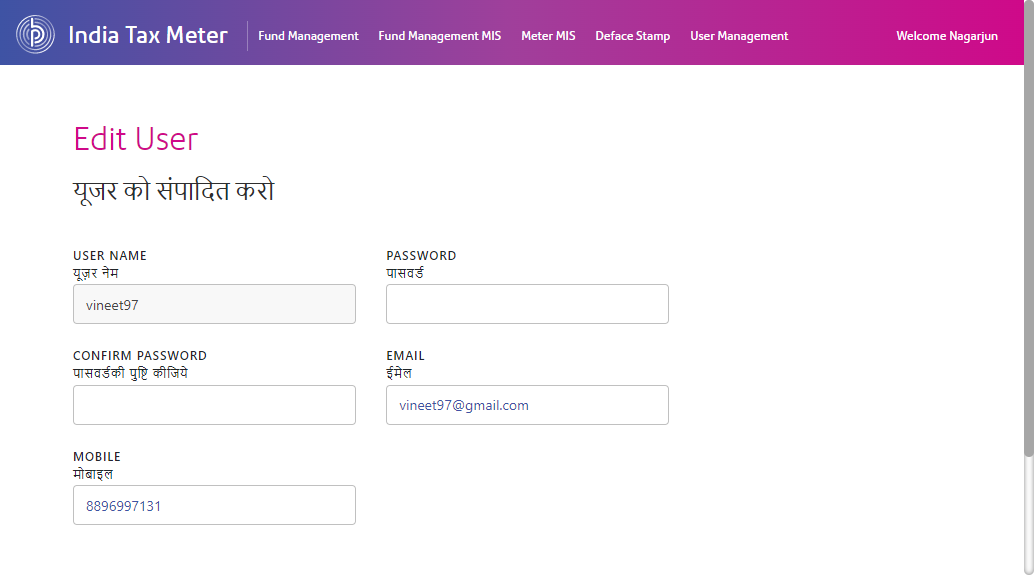 India Tax Meter
Fund Management Fund Management MIS Meter MIS Deface Stamp User Management Welcome Nagarjun
Edit User
यूजर को संपादित करो
USER NAME
यूज़र नेम
vineet97
PASSWORD
पासवर्ड
CONFIRM PASSWORD
पासवर्डकी पुष्टि कीजिये
EMAIL
ईमेल
vineet97@gmail.com
MOBILE
मोबाइल
8896997131